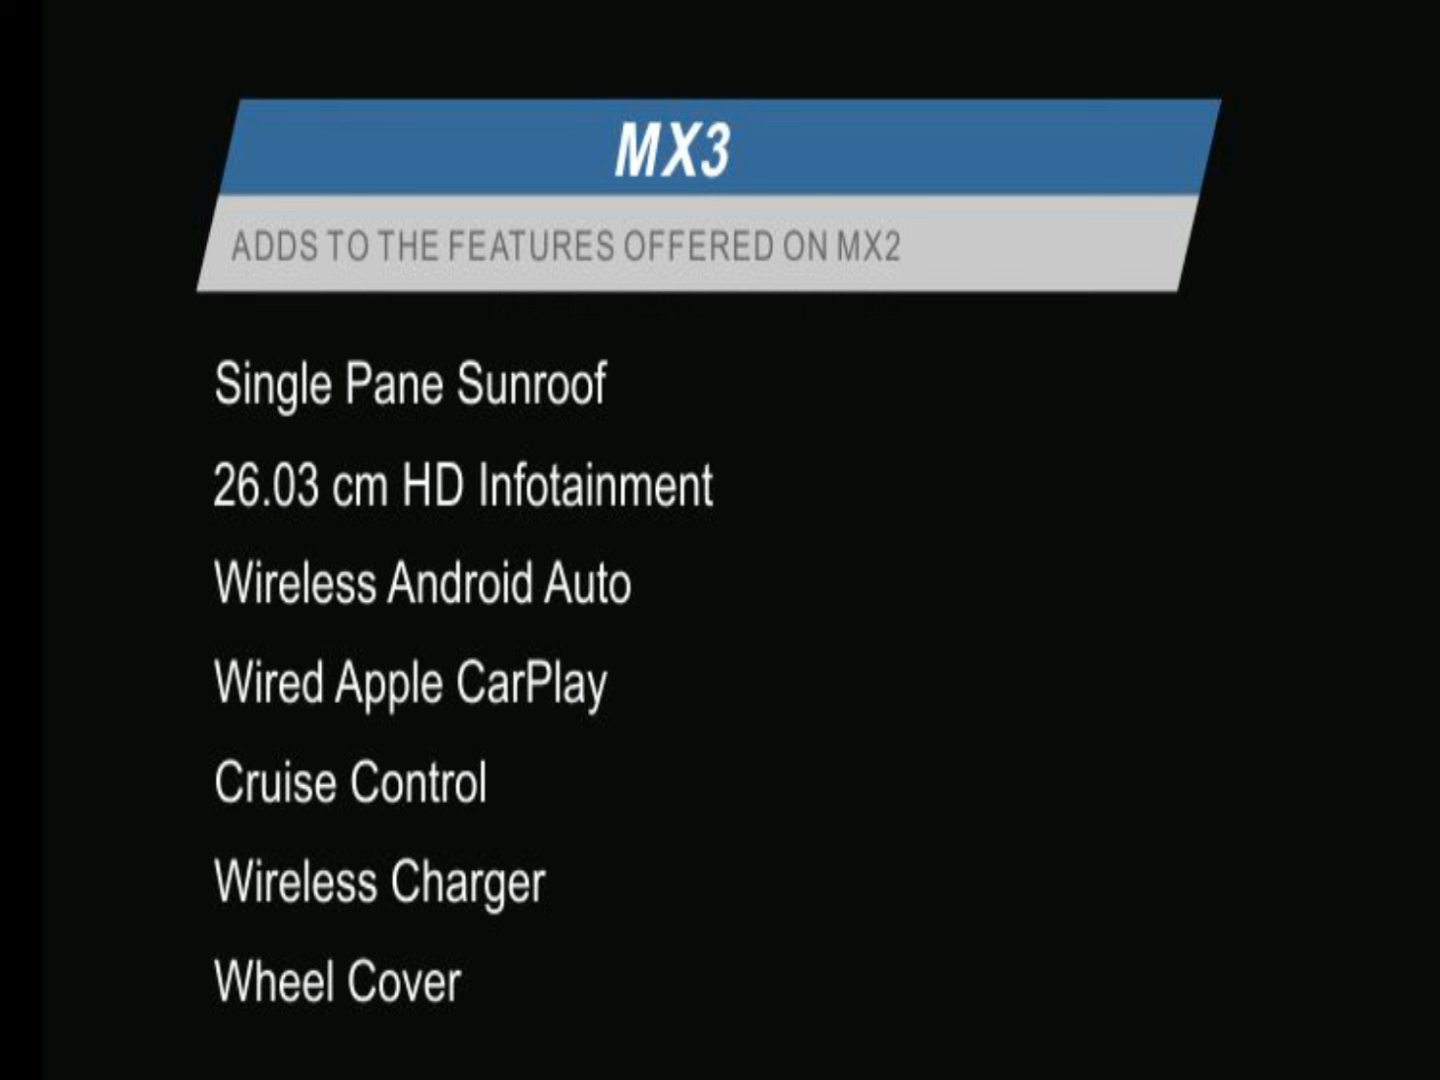 MX3
ADDS TO THE FEATURES OFFERED ON MX2
Single Pane Sunroof
26.03 cm HD Infotainment
Wireless Android Auto
Wired Apple CarPlay
Cruise Control
Wireless Charger
Wheel Cover